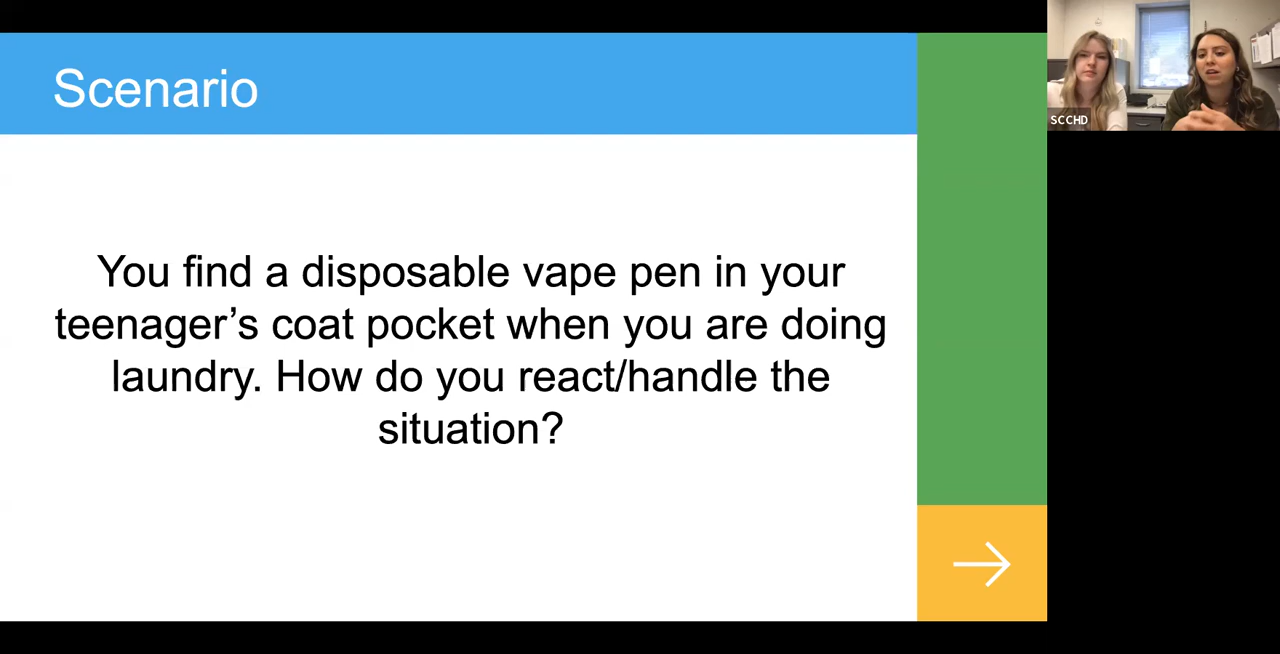 Scenario
SCCHD
You find a disposable vape pen in your
teenager’s coat pocket when you are doing
laundry. How do you react/handle the
situation?